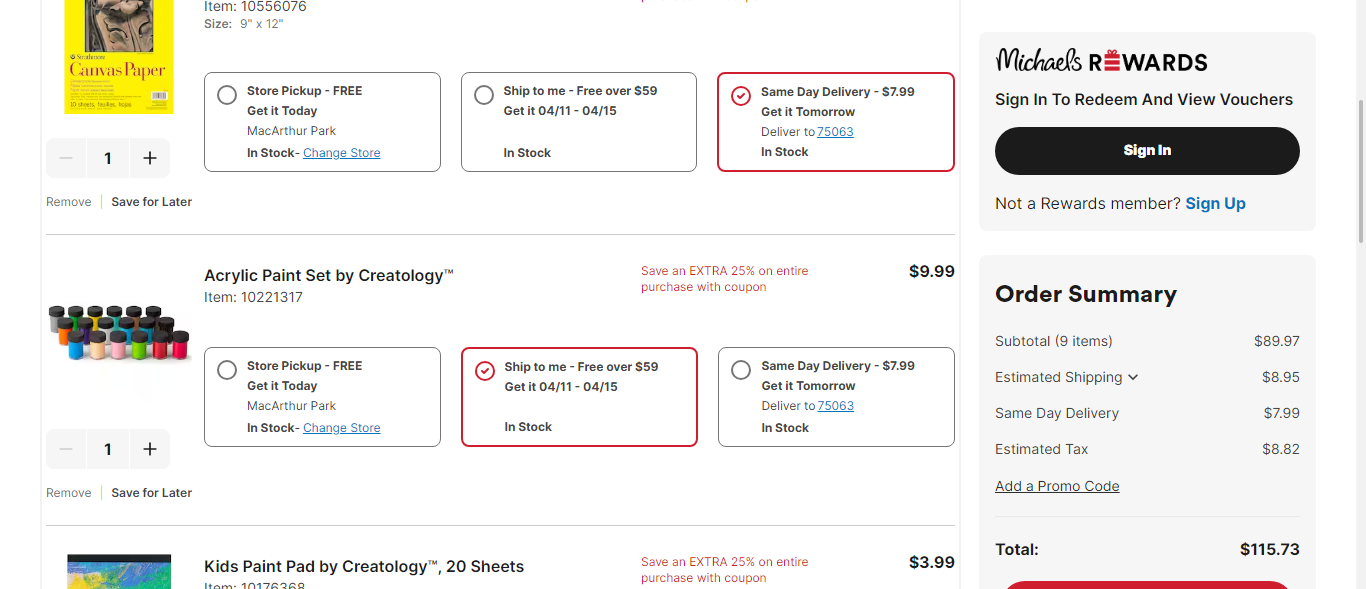 Item: 10556076
Size: 9" x 12"
Strathmore
Canvas Paper
10 sheets, feuilles, hojas
Store Pickup - FREE
Get it Today
MacArthur Park
In Stock- Change Store
Ship to me - Free over $59
Get it 04/11 - 04/15
In Stock
Same Day Delivery - $7.99
Get it Tomorrow
Deliver to 75063
In Stock
1
Remove
Save for Later
Acrylic Paint Set by Creatology™
Item: 10221317
Save an EXTRA 25% on entire
purchase with coupon
$9.99
Store Pickup - FREE
Get it Today
MacArthur Park
In Stock- Change Store
Ship to me - Free over $59
Get it 04/11 - 04/15
In Stock
Same Day Delivery - $7.99
Get it Tomorrow
Deliver to 75063
In Stock
1
Remove
Save for Later
Kids Paint Pad by Creatology™, 20 Sheets
Item: 10176368
Save an EXTRA 25% on entire
purchase with coupon
$3.99
Michaels REWARDS
Sign In To Redeem And View Vouchers
Sign In
Not a Rewards member? Sign Up
Order Summary
Subtotal (9 items) $89.97
Estimated Shipping $8.95
Same Day Delivery $7.99
Estimated Tax $8.82
Add a Promo Code
Total: $115.73